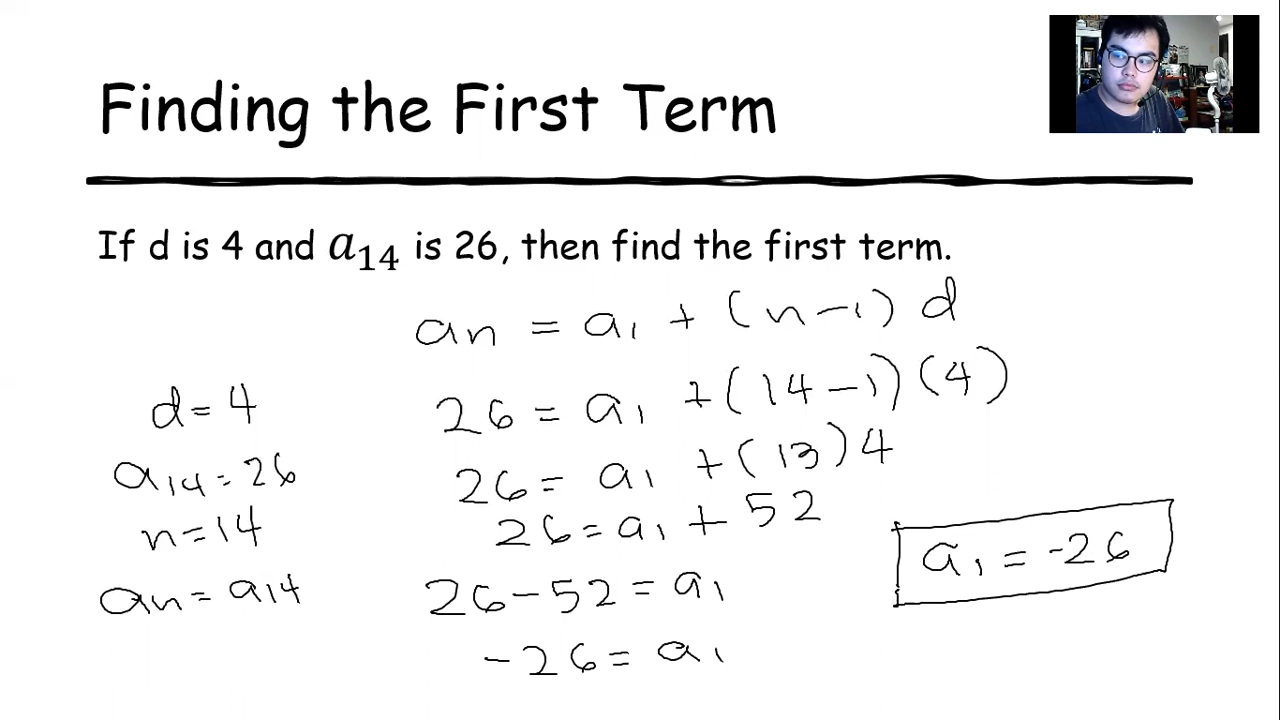 Finding the First Term
If d is 4 and a₁₄ is 26, then find the first term.
an = a₁ + (n-1) d
d = 4
26 = a₁ + (14-1)(4)
a₁₄ = 26
26 = a₁ + (13)4
n = 14
26 = a₁ + 52
an = a₁₄
26-52 = a₁
-26 = a₁
a₁ = -26